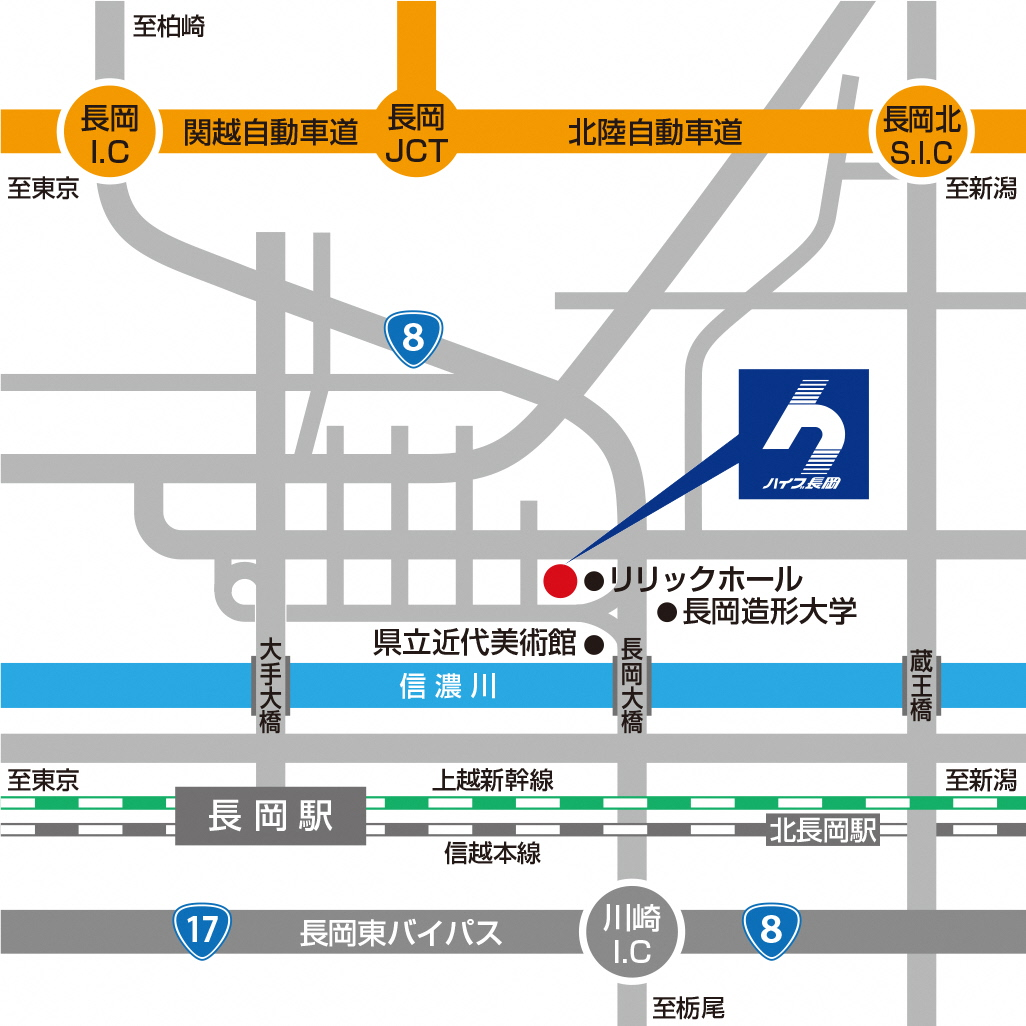 至柏崎
長岡
I.C
関越自動車道
長岡
JCT
北陸自動車道
長岡北
S.I.C
至東京
至新潟
8
ハイブ長岡
リリックホール
長岡造形大学
県立近代美術館
大手大橋
信濃川
長岡大橋
蔵王橋
至東京
上越新幹線
至新潟
長岡駅
北長岡駅
信越本線
17
長岡東バイパス
川崎
I.C
8
至栃尾